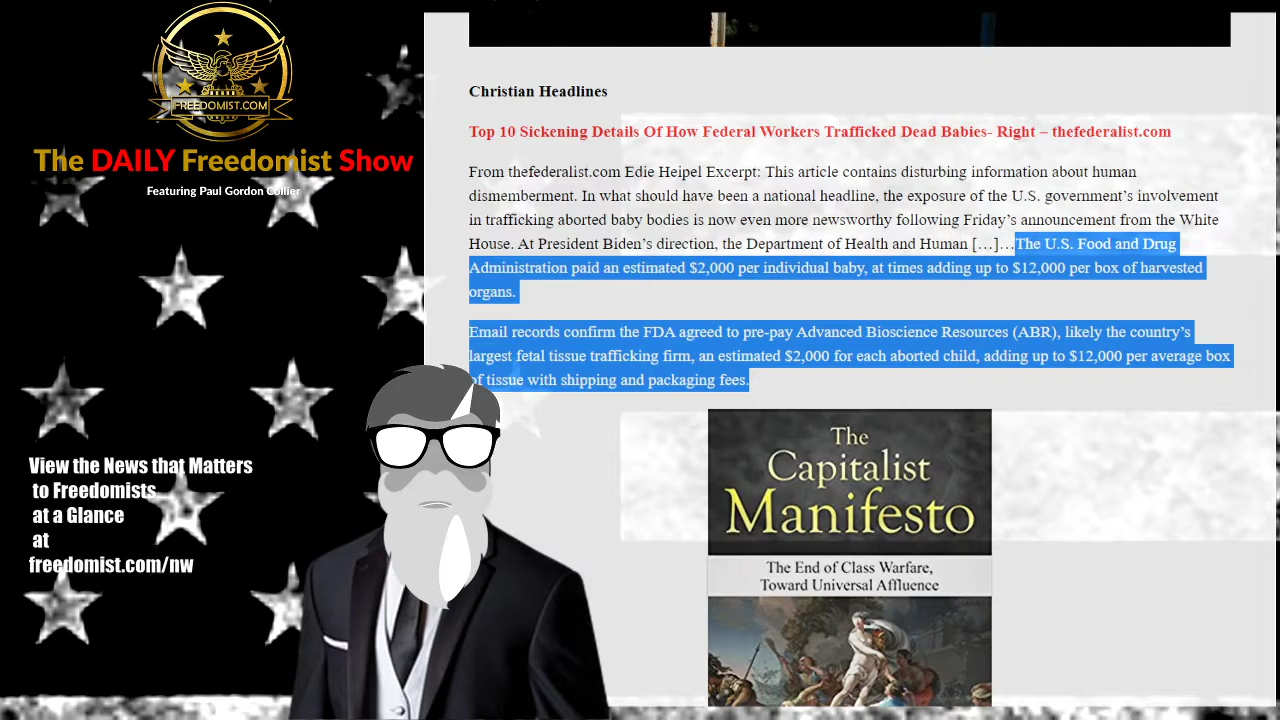 FREEDOMIST.COM
The DAILY Freedomist Show
Featuring Paul Gordon Collier
View the News that Matters
to Freedomists
at a Glance
at
freedomist.com/nw
Christian Headlines
Top 10 Sickening Details Of How Federal Workers Trafficked Dead Babies- Right – thefederalist.com
From thefederalist.com Edie Heipel Excerpt: This article contains disturbing information about human
dismemberment. In what should have been a national headline, the exposure of the U.S. government’s involvement
in trafficking aborted baby bodies is now even more newsworthy following Friday’s announcement from the White
House. At President Biden’s direction, the Department of Health and Human […]…The U.S. Food and Drug
Administration paid an estimated $2,000 per individual baby, at times adding up to $12,000 per box of harvested
organs.
Email records confirm the FDA agreed to pre-pay Advanced Bioscience Resources (ABR), likely the country’s
largest fetal tissue trafficking firm, an estimated $2,000 for each aborted child, adding up to $12,000 per average box
of tissue with shipping and packaging fees.
The
Capitalist
Manifesto
The End of Class Warfare,
Toward Universal Affluence